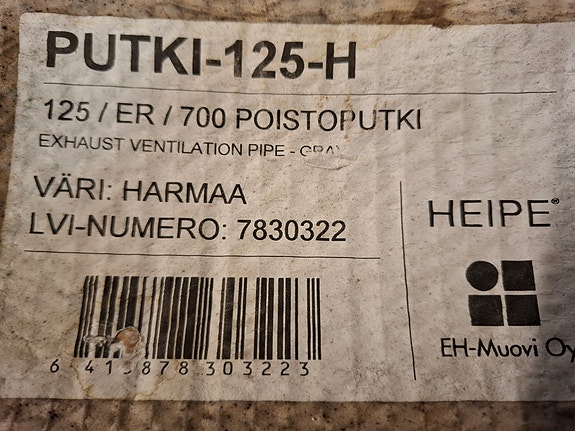 PUTKI-125-H
125 / ER / 700 POISTOPUTKI
EXHAUST VENTILATION PIPE -
VÄRI: HARMAA
LVI-NUMERO: 7830322
HEIPE®
EH-Muovi Oy
6 303223